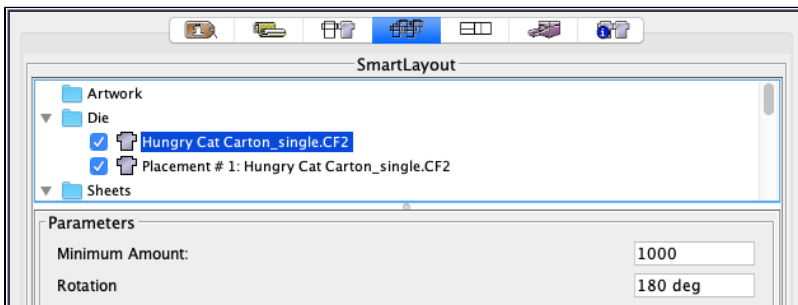 SmartLayout
Artwork
Die
Hungry Cat Carton_single.CF2
Placement # 1: Hungry Cat Carton_single.CF2
Sheets
Parameters
Minimum Amount: 1000
Rotation 180 deg